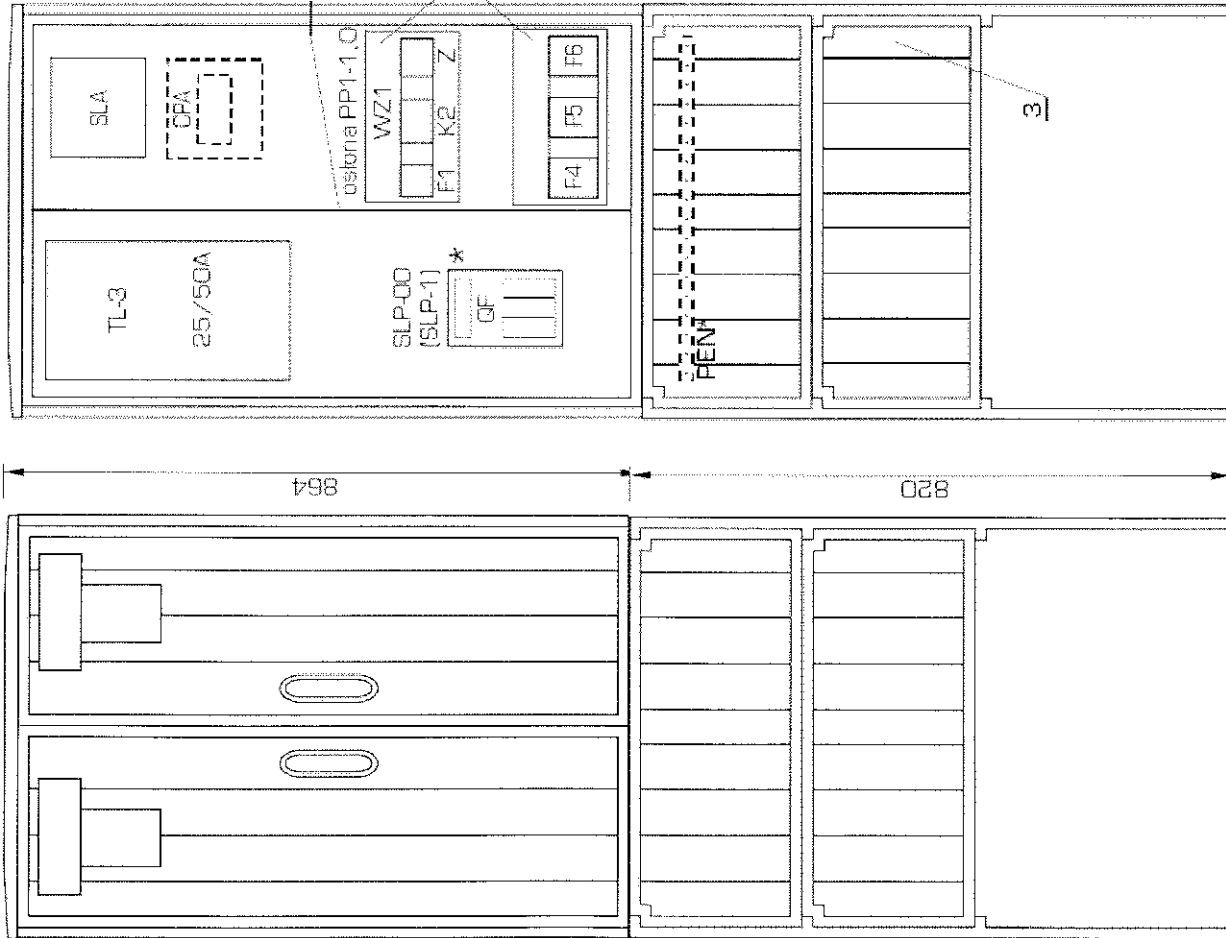 TL-3
25/50A
SLA
CPA
osłona PP1-1,0
WZ1
F1 K2 Z
F4 F5 F6
SLP-00
(SLP-1)
*
QF
PEN*
3
864
820